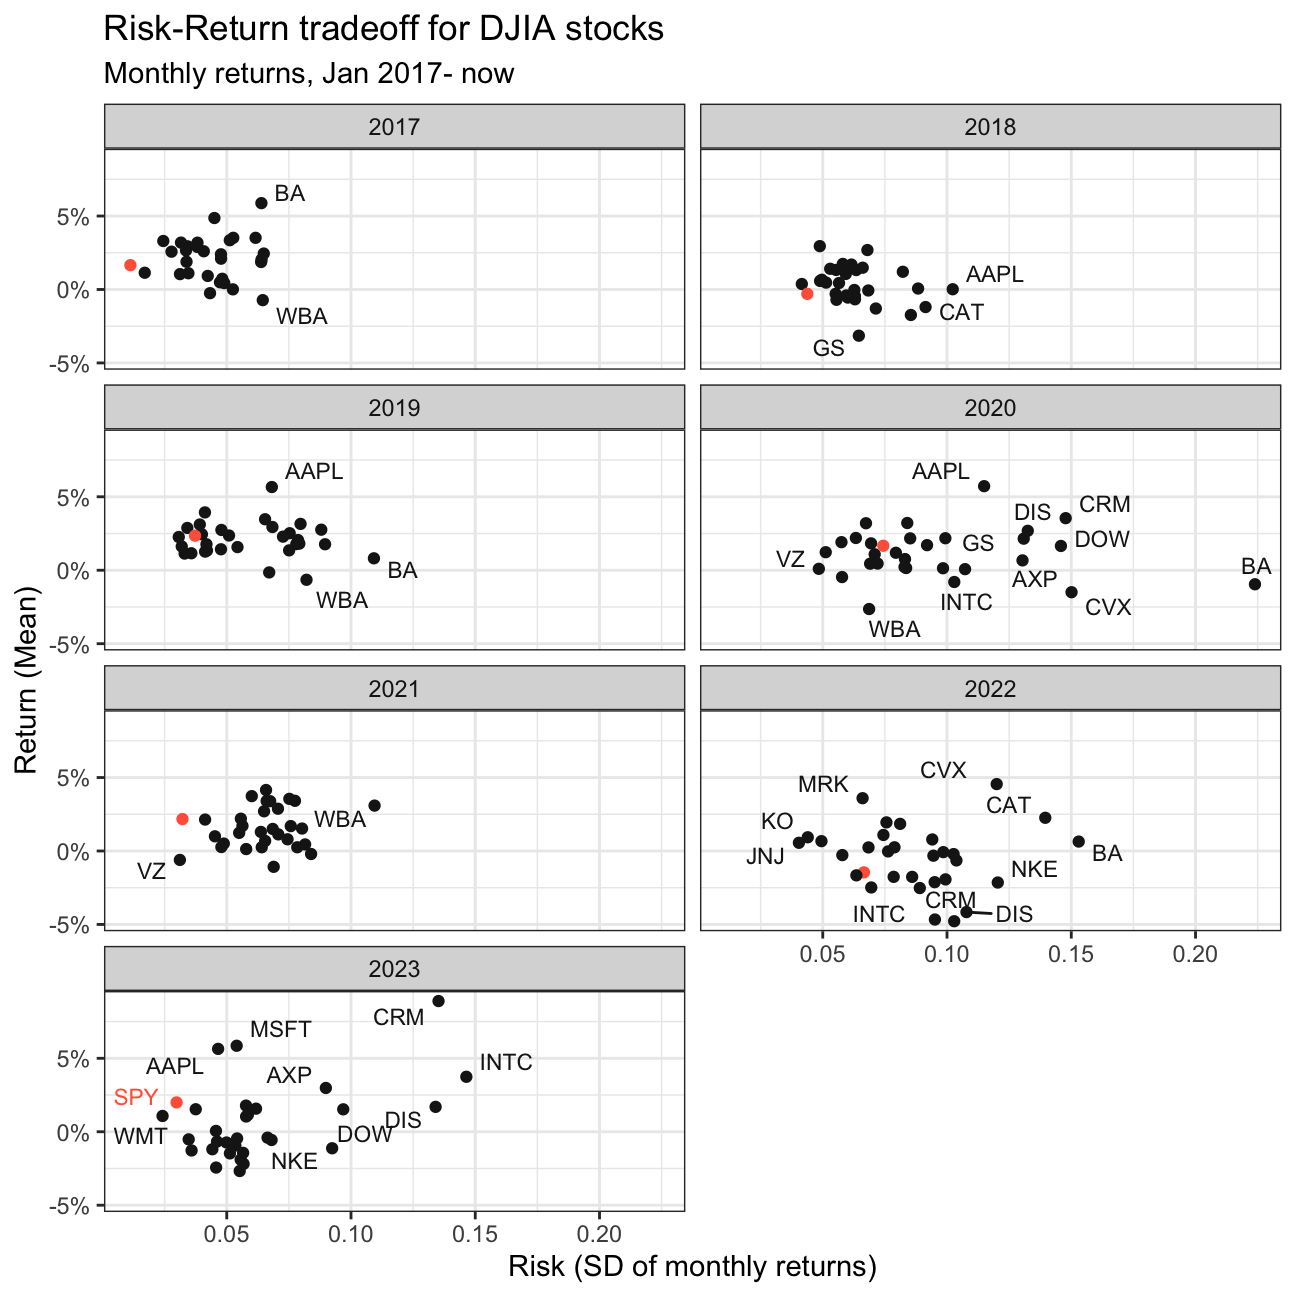 Risk-Return tradeoff for DJIA stocks
Monthly returns, Jan 2017- now
2017
2018
5%
0%
-5%
BA
WBA
AAPL
CAT
GS
2019
2020
5%
0%
-5%
AAPL
BA
WBA
AAPL
CRM
DIS
DOW
GS
VZ
BA
AXP
INTC
CVX
WBA
2021
2022
5%
0%
-5%
WBA
VZ
CVX
MRK
CAT
KO
JNJ
BA
NKE
CRM
INTC
DIS
0.05 0.10 0.15 0.20
2023
5%
0%
-5%
CRM
MSFT
INTC
AAPL
AXP
SPY
DIS
WMT
DOW
NKE
0.05 0.10 0.15 0.20
Return (Mean)
Risk (SD of monthly returns)